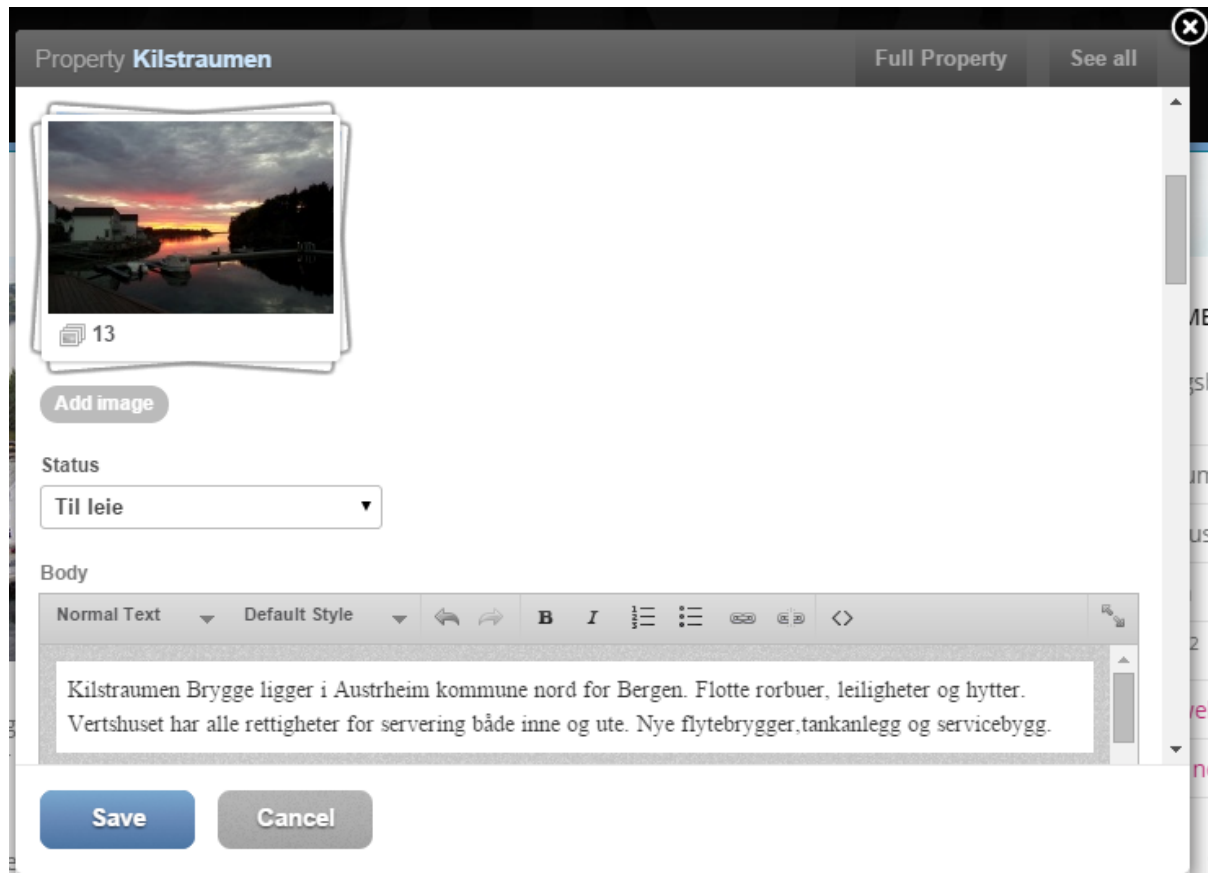 Property Kilstraumen
Full Property
See all
13
Add image
Status
Til leie
Body
Normal Text
Default Style
B
I
Kilstraumen Brygge ligger i Austrheim kommune nord for Bergen. Flotte rorbuer, leiligheter og hytter.
Vertshuset har alle rettigheter for servering både inne og ute. Nye flytebrygger,tankanlegg og servicebygg.
Save
Cancel